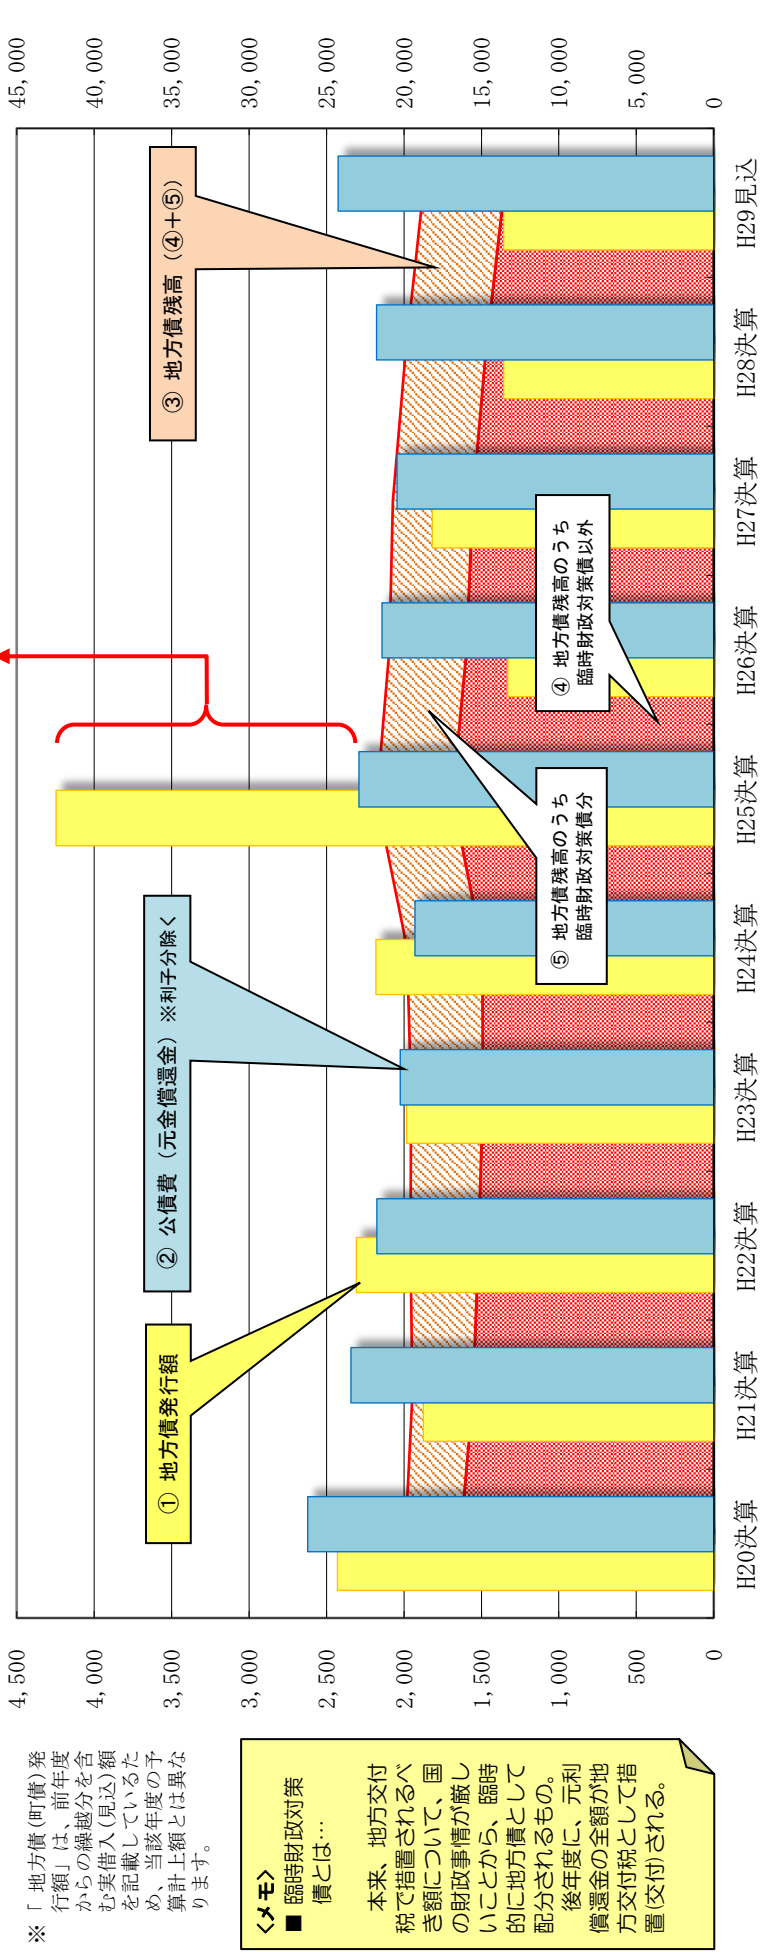 ※「地方債(町債)発
行額」は、前年度
からの繰越分を含
む実借入(見込)額
を記載しているた
め、当該年度の予
算計上額とは異な
ります。
<メモ>
■ 臨時財政対策
債とは…
本来、地方交付
税で措置されるべ
き額について、国
の財政事情が厳し
いことから、臨時
的に地方債として
配分されるもの。
後年度に、元利
償還金の全額が地
方交付税として措
置(交付)される。
4,500
4,000
3,500
3,000
2,500
2,000
1,500
1,000
500
0
① 地方債発行額
② 公債費（元金償還金）※利子分除く
③ 地方債残高（④＋⑤）
⑤ 地方債残高のうち
臨時財政対策債分
④ 地方債残高のうち
臨時財政対策債以外
45,000
40,000
35,000
30,000
25,000
20,000
15,000
10,000
5,000
0
H20決算
H21決算
H22決算
H23決算
H24決算
H25決算
H26決算
H27決算
H28決算
H29見込